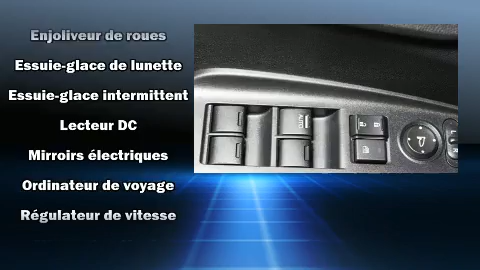 Enjoliveur de roues
Essuie-glace de lunette
Essuie-glace intermittent
Lecteur DC
Mirroirs électriques
Ordinateur de voyage
Régulateur de vitesse
AUTO
L
R